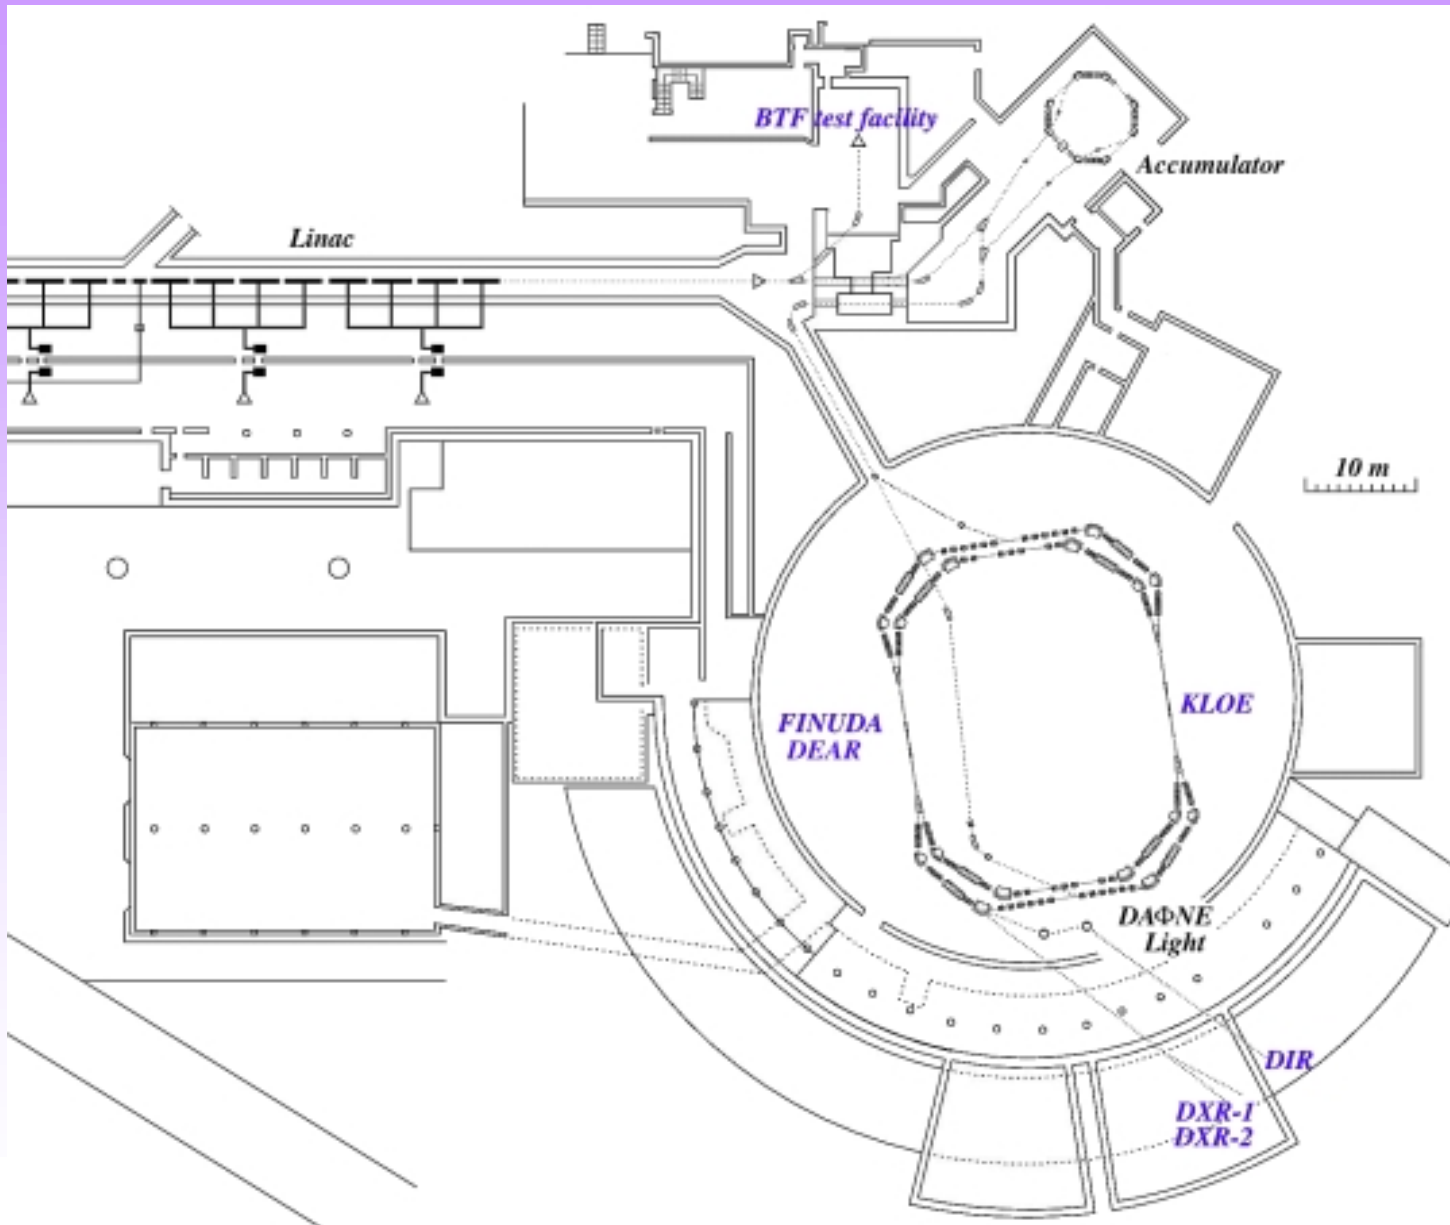 BTF test facility
Accumulator
Linac
10 m
KLOE
FINUDA
DEAR
DAΦNE
Light
DIR
DXR-1
DXR-2